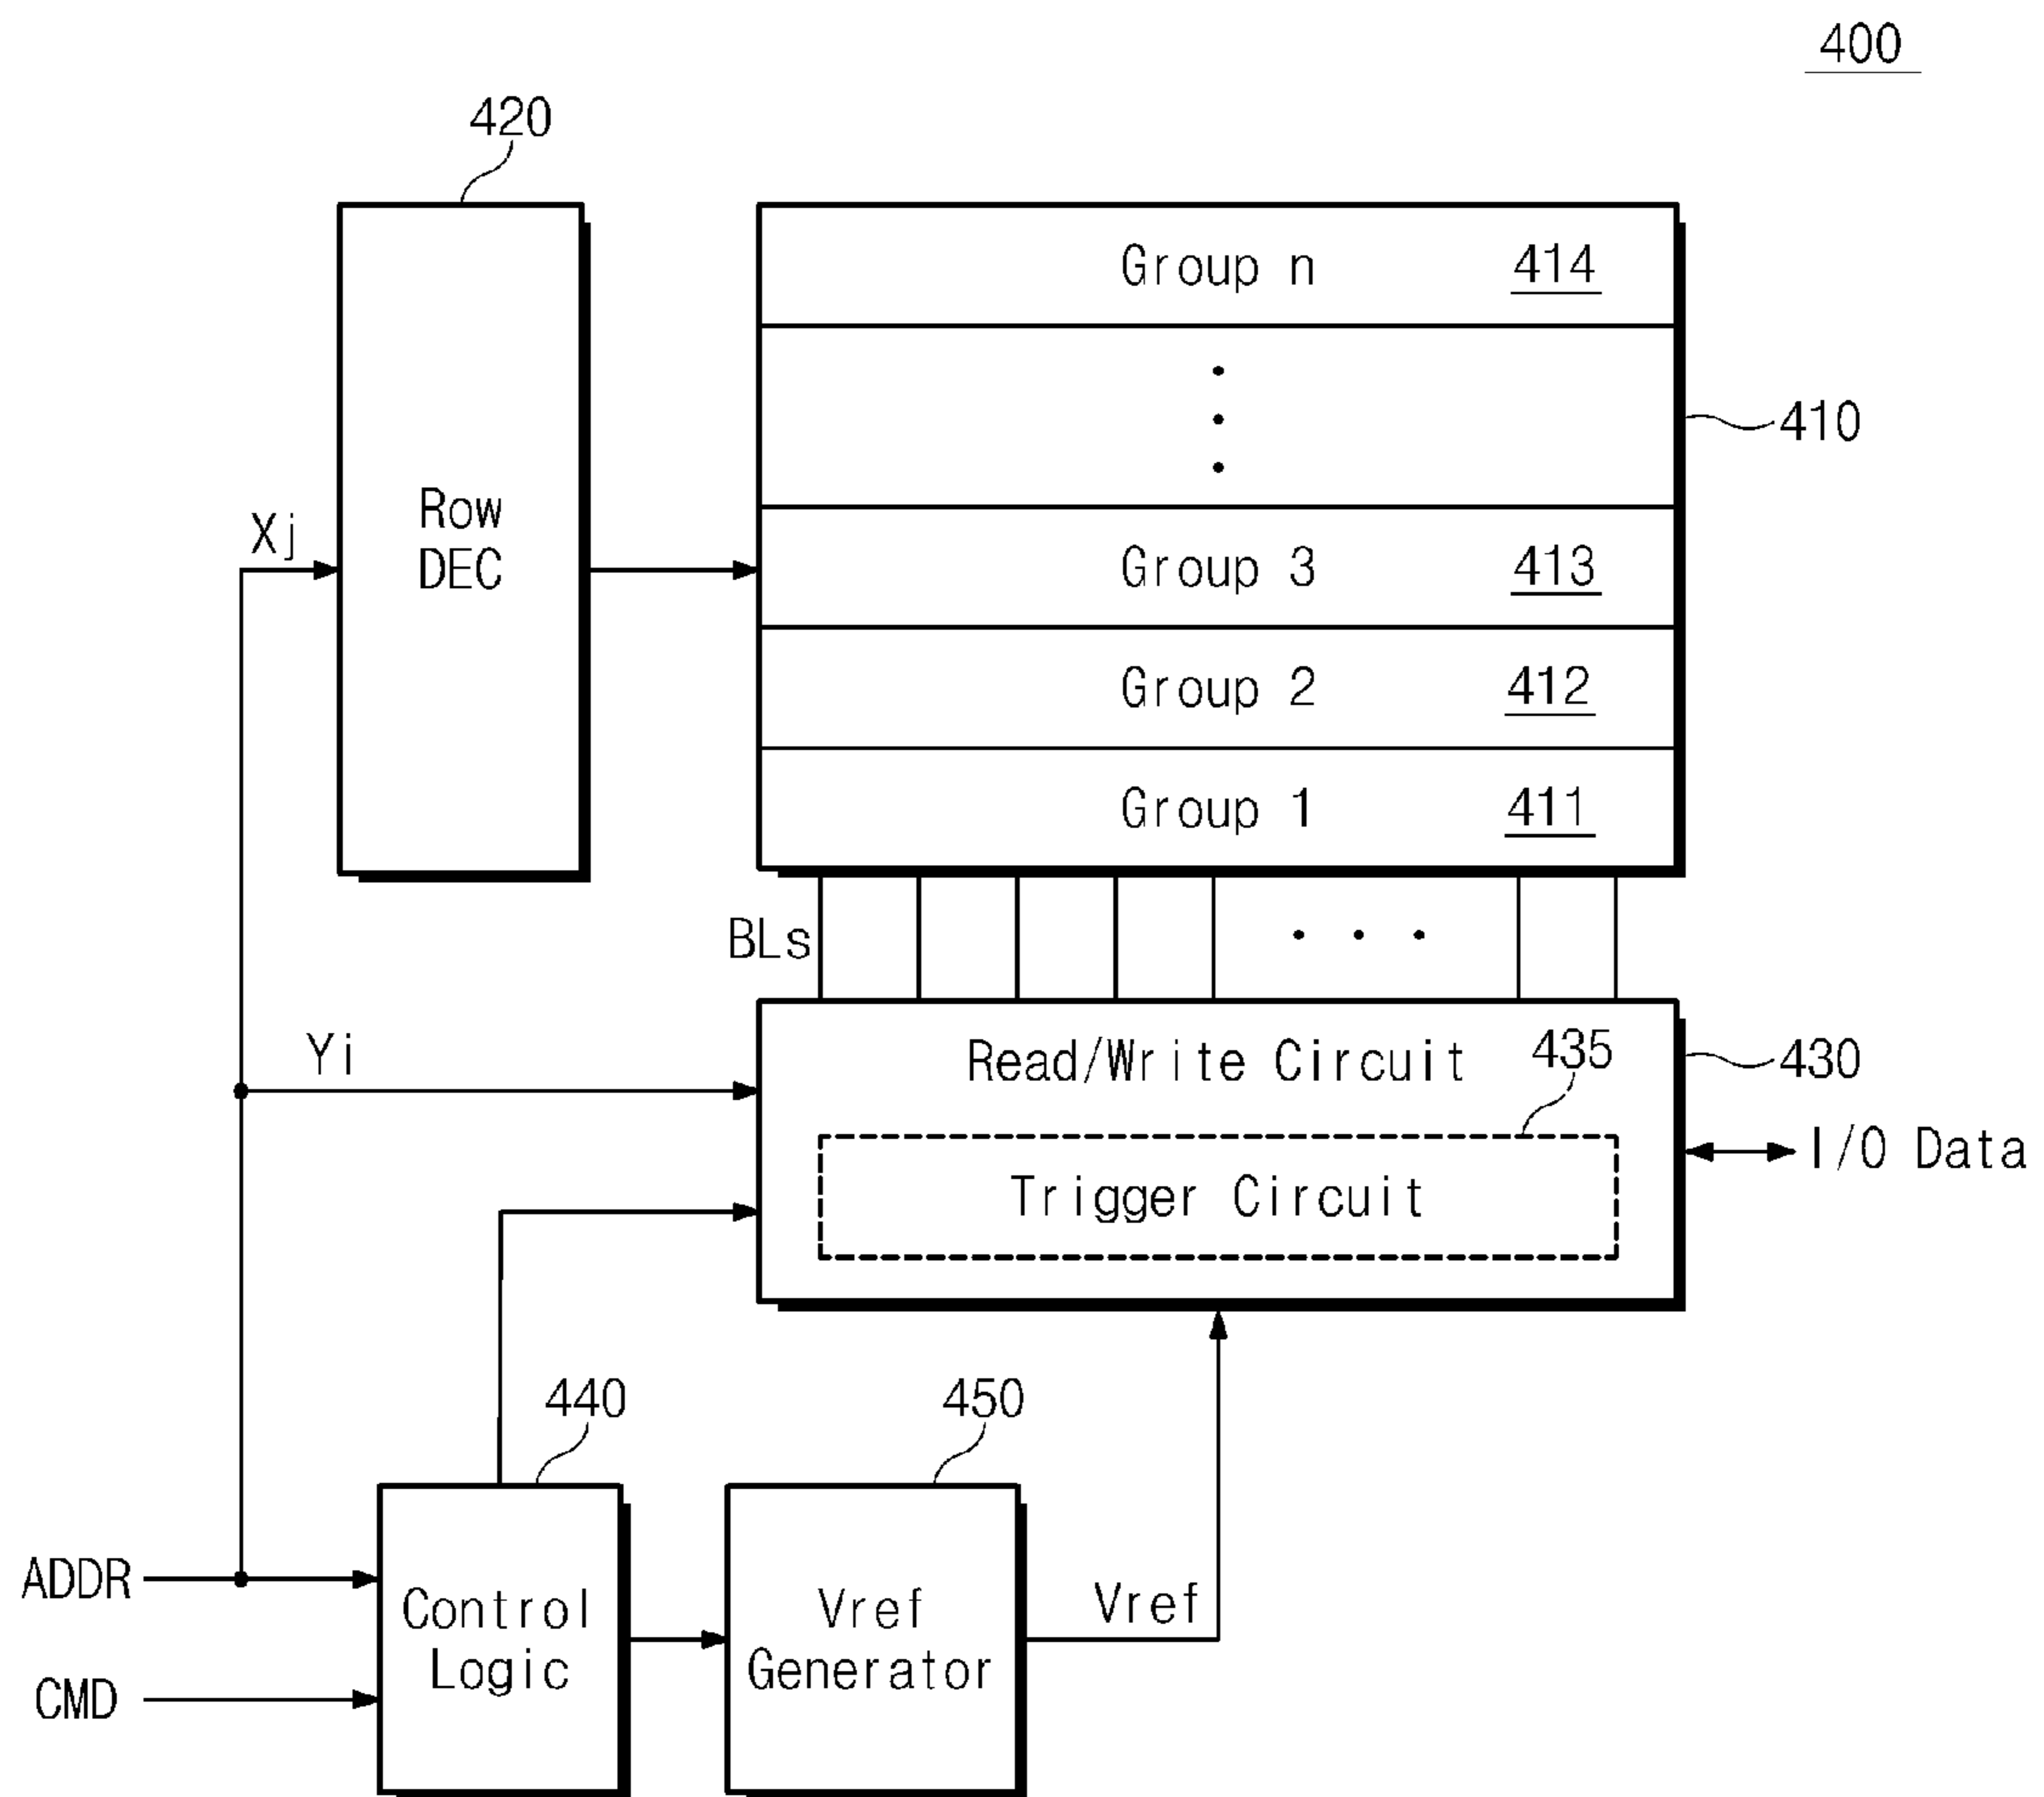 400
420
Group n 414
410
Row
DEC
Xj
Group 3 413
Group 2 412
Group 1 411
BLs
Yi
Read/Write Circuit
435
430
I/O Data
Trigger Circuit
440
450
ADDR
CMD
Control
Logic
Vref
Generator
Vref